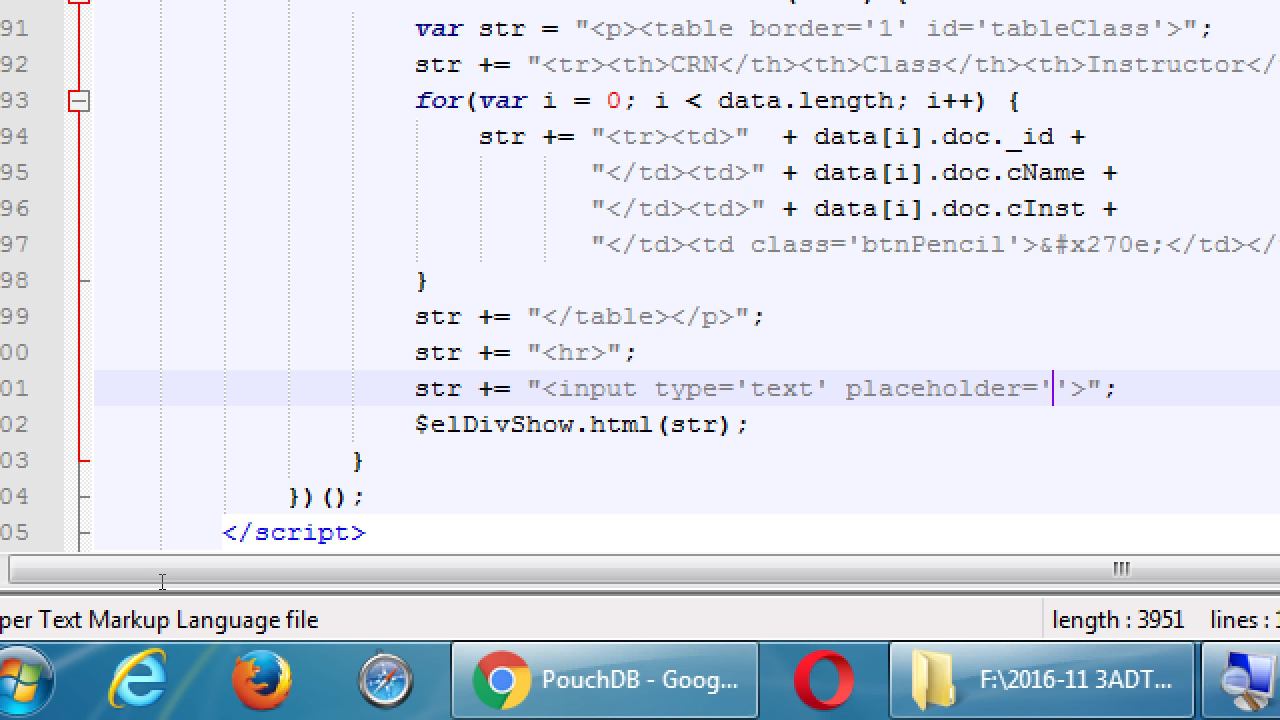 91 var str = "<p><table border='1' id='tableClass'>";
92 str += "<tr><th>CRN</th><th>Class</th><th>Instructor</
93 for(var i = 0; i < data.length; i++) {
94 str += "<tr><td>"  + data[i].doc._id +
95 "</td><td>" + data[i].doc.cName +
96 "</td><td>" + data[i].doc.cInst +
97 "</td><td class='btnPencil'>&#x270e;</td></
98 }
99 str += "</table></p>";
00 str += "<hr>";
01 str += "<input type='text' placeholder=''>";
02 $elDivShow.html(str);
03 }
04 })();
05 </script>
per Text Markup Language file length : 3951 lines : 1
PouchDB - Goog... F:\2016-11 3ADT...